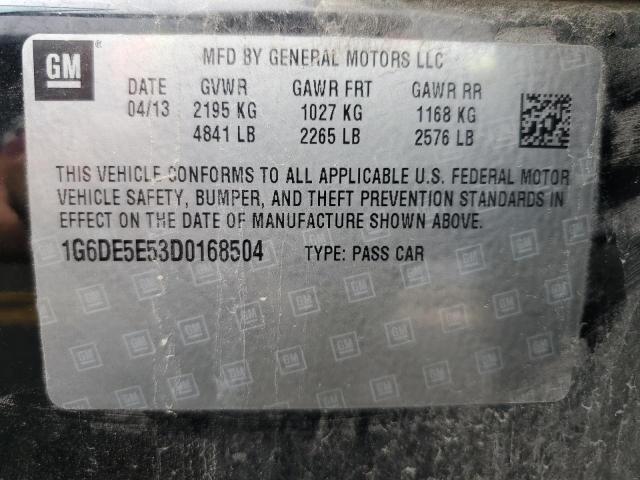 GM ® MFD BY GENERAL MOTORS LLC
DATE GVWR GAWR FRT GAWR RR
04/13 2195 KG 1027 KG 1168 KG
4841 LB 2265 LB 2576 LB
THIS VEHICLE CONFORMS TO ALL APPLICABLE U.S. FEDERAL MOTOR
VEHICLE SAFETY, BUMPER, AND THEFT PREVENTION STANDARDS IN
EFFECT ON THE DATE OF MANUFACTURE SHOWN ABOVE.
1G6DE5E53D0168504 TYPE: PASS CAR